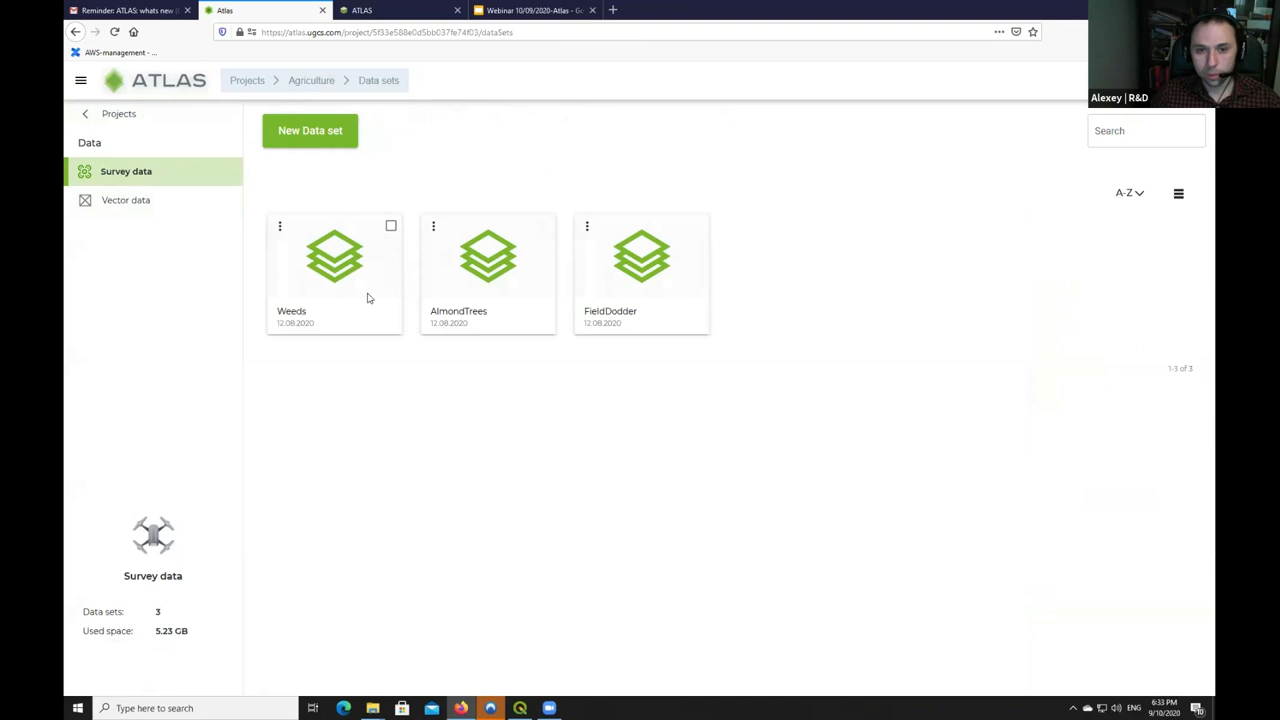 Reminder: ATLAS: whats new (
Atlas
ATLAS
Webinar 10/09/2020-Atlas - Go
https://atlas.ugcs.com/project/5f33e588e0d5bb037fe74f03/dataSets
AWS-management - ...
Alexey | R&D
ATLAS
Projects
Agriculture
Data sets
Projects
New Data set
Search
Data
Survey data
A-Z
Vector data
Weeds
12.08.2020
AlmondTrees
12.08.2020
FieldDodder
12.08.2020
1-3 of 3
Survey data
Data sets: 3
Used space: 5.23 GB
Type here to search
ENG
6:33 PM
9/10/2020